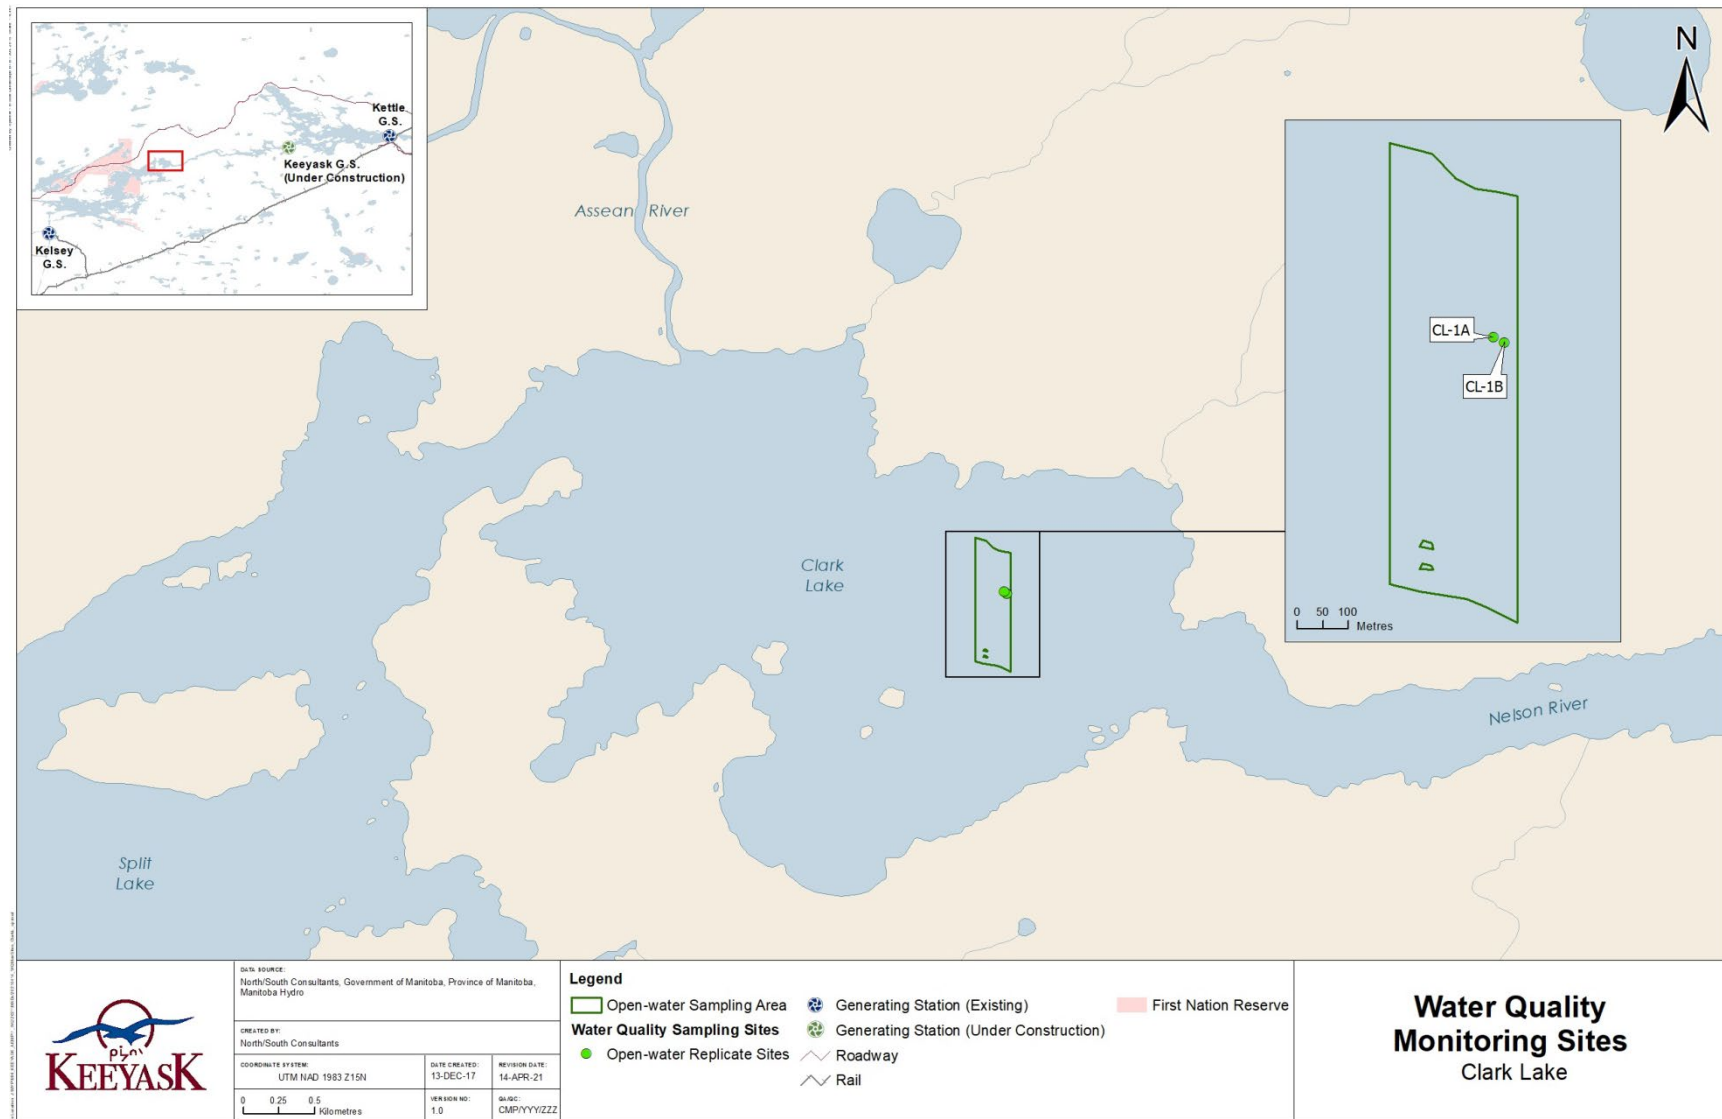 Kettle
G.S.
Keeyask G.S.
(Under Construction)
Kelsey
G.S.
N
Assean River
CL-1A
CL-1B
0 50 100
Metres
Clark
Lake
Nelson River
Split
Lake
KEEYASK
DATA SOURCE:
North/South Consultants, Government of Manitoba, Province of Manitoba,
Manitoba Hydro
CREATED BY:
North/South Consultants
COORDINATE SYSTEM:
UTM NAD 1983 Z15N
DATE CREATED:
13-DEC-17
REVISION DATE:
14-APR-21
0 0.25 0.5
Kilometres
VERSION NO:
1.0
QA/QC:
CMP/YYY/ZZZ
Legend
Open-water Sampling Area
Water Quality Sampling Sites
Open-water Replicate Sites
Generating Station (Existing)
Generating Station (Under Construction)
Roadway
Rail
First Nation Reserve
Water Quality
Monitoring Sites
Clark Lake